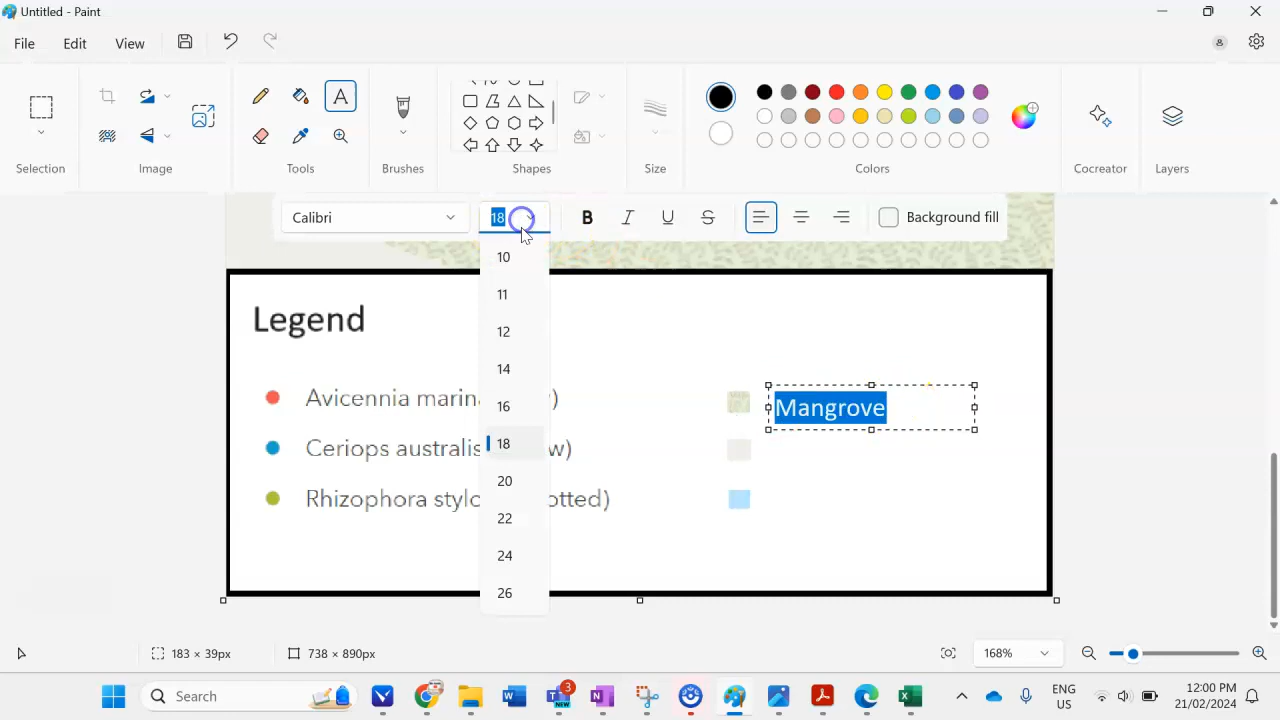 Untitled - Paint
File Edit View
Selection
Image
Tools
Brushes
Shapes
Size
Colors
Cocreator
Layers
Calibri
18
Background fill
10
11
12
14
16
18
20
22
24
26
Legend
Avicennia marin
Ceriops australis
Rhizophora stylo
Mangrove
183 × 39px
738 × 890px
168%
Search
3
NEW
ENG
US
12:00 PM
21/02/2024